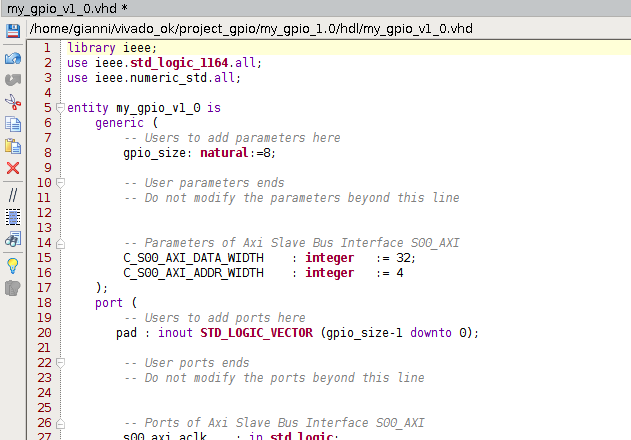 my_gpio_v1_0.vhd *
/home/gianni/vivado_ok/project_gpio/my_gpio_1.0/hdl/my_gpio_v1_0.vhd
1 library ieee;
2 use ieee.std_logic_1164.all;
3 use ieee.numeric_std.all;
4
5 entity my_gpio_v1_0 is
6 generic (
7 -- Users to add parameters here
8 gpio_size: natural:=8;
9
10 -- User parameters ends
11 -- Do not modify the parameters beyond this line
12
13
14 -- Parameters of Axi Slave Bus Interface S00_AXI
15 C_S00_AXI_DATA_WIDTH : integer := 32;
16 C_S00_AXI_ADDR_WIDTH : integer := 4
17 );
18 port (
19 -- Users to add ports here
20 pad : inout STD_LOGIC_VECTOR (gpio_size-1 downto 0);
21
22 -- User ports ends
23 -- Do not modify the ports beyond this line
24
25
26 -- Ports of Axi Slave Bus Interface S00_AXI
27 s00_axi_aclk : in std_logic;